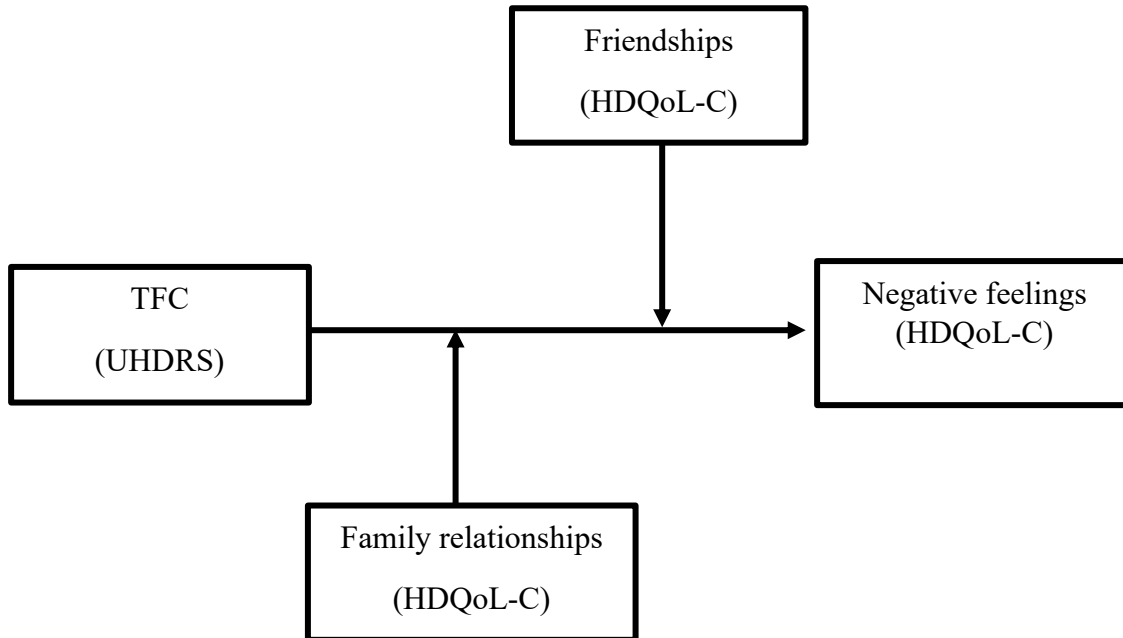 Friendships
(HDQoL-C)
TFC
(UHDRS)
Negative feelings
(HDQoL-C)
Family relationships
(HDQoL-C)